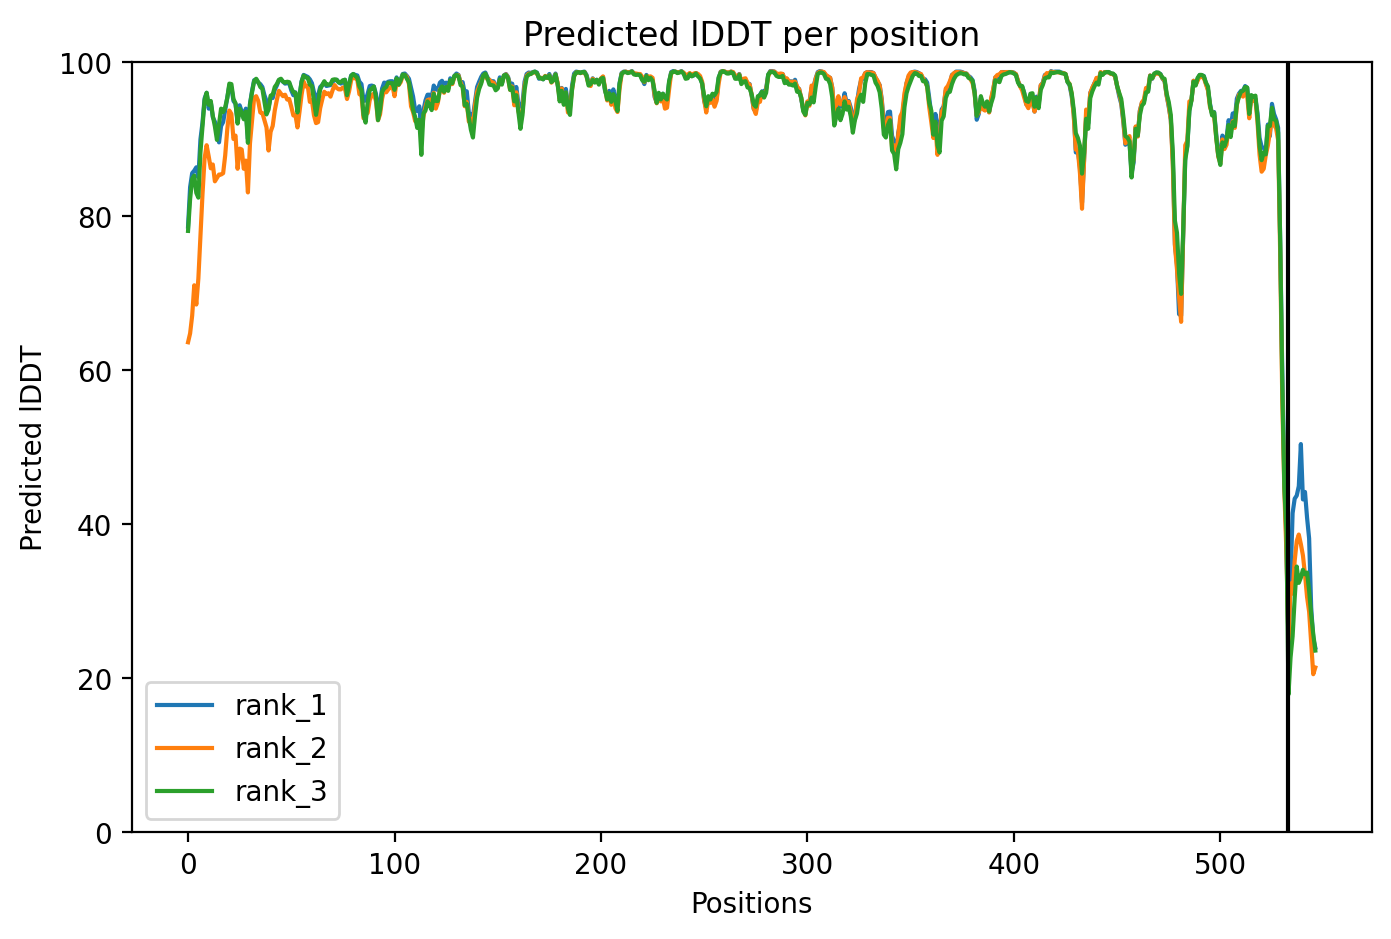 Predicted lDDT per position
100
80
60
40
20
0
Predicted lDDT
rank_1
rank_2
rank_3
0 100 200 300 400 500
Positions